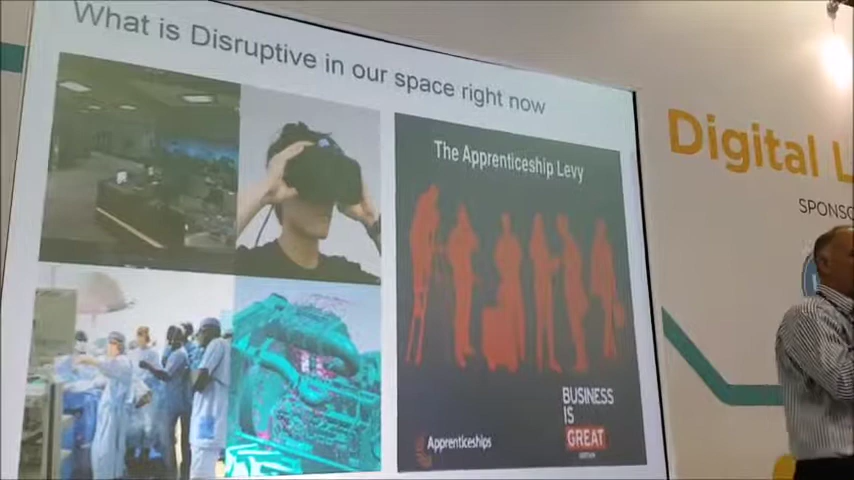 What is Disruptive in our space right now
The Apprenticeship Levy
Apprenticeships
BUSINESS
IS
GREAT
Digital L
SPONSO